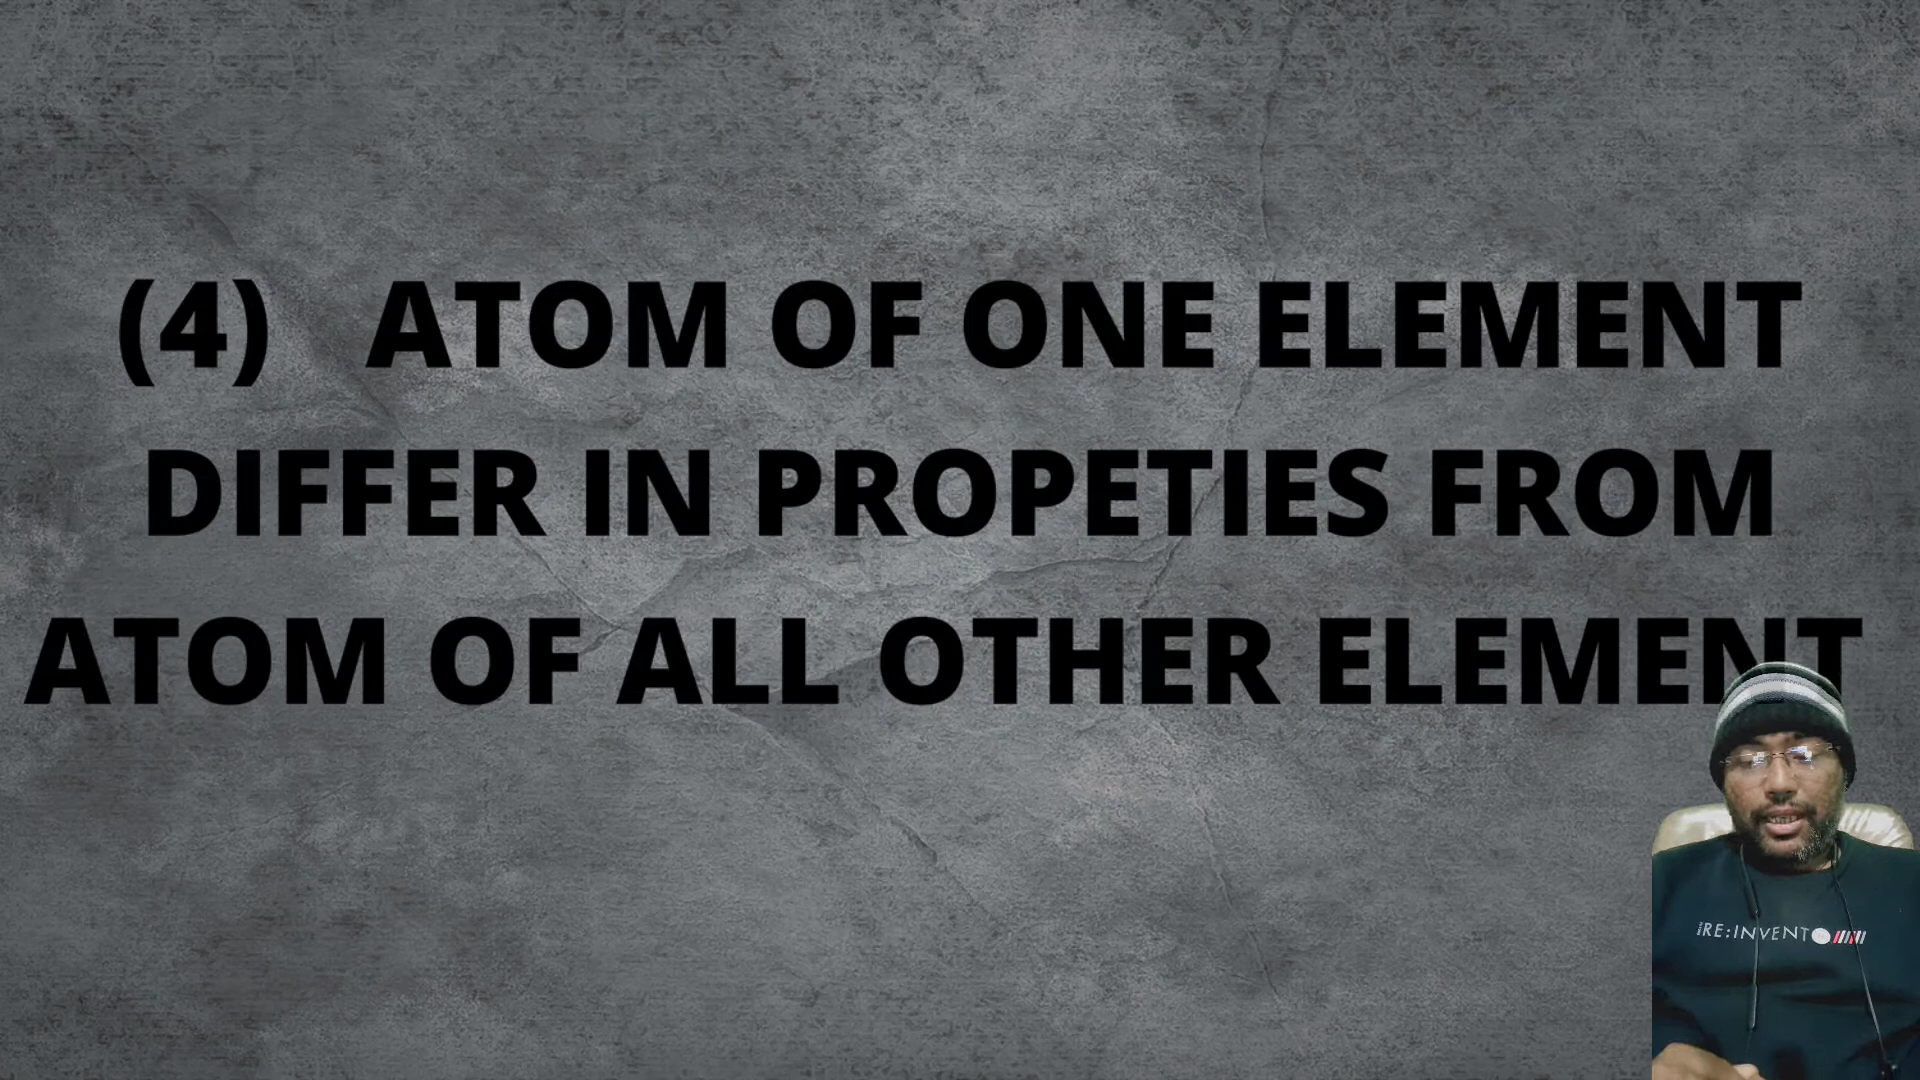 (4) ATOM OF ONE ELEMENT
DIFFER IN PROPETIES FROM
ATOM OF ALL OTHER ELEMENT
RE:INVENT